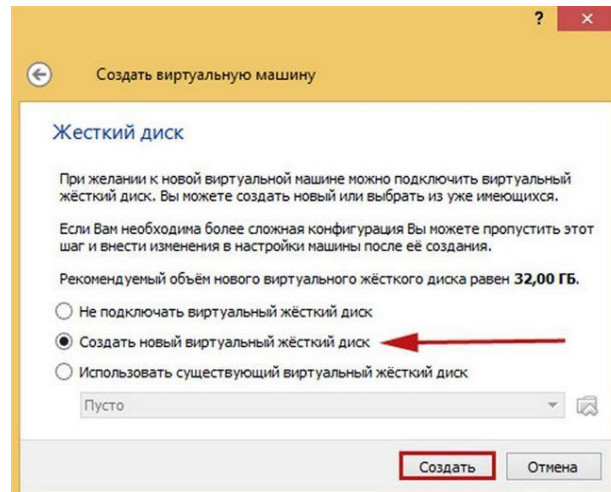 ?
×
Создать виртуальную машину
Жесткий диск
При желании к новой виртуальной машине можно подключить виртуальный
жёсткий диск. Вы можете создать новый или выбрать из уже имеющихся.
Если Вам необходима более сложная конфигурация Вы можете пропустить этот
шаг и внести изменения в настройки машины после её создания.
Рекомендуемый объём нового виртуального жёсткого диска равен 32,00 ГБ.
Не подключать виртуальный жёсткий диск
Создать новый виртуальный жёсткий диск
Использовать существующий виртуальный жёсткий диск
Пусто
Создать Отмена